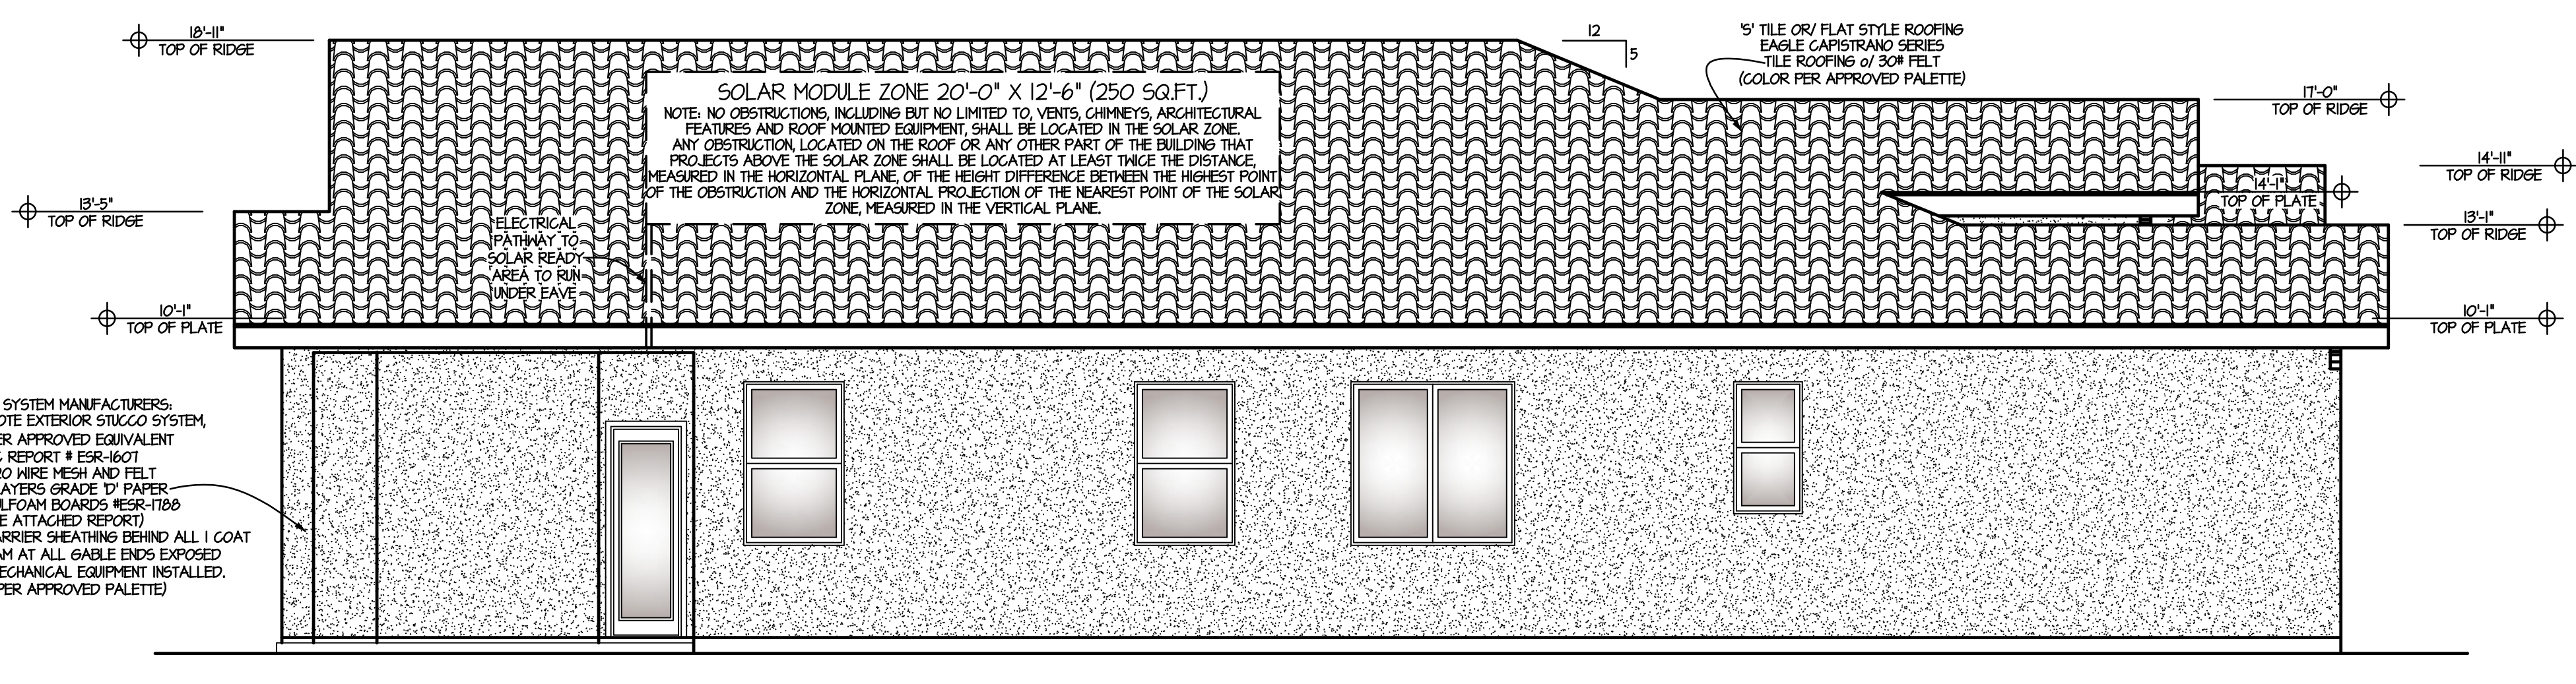 18'-11"
TOP OF RIDGE
13'-5"
TOP OF RIDGE
10'-1"
TOP OF PLATE
SOLAR MODULE ZONE 20'-0" X 12'-6" (250 SQ.FT.)
NOTE: NO OBSTRUCTIONS, INCLUDING BUT NO LIMITED TO, VENTS, CHIMNEYS, ARCHITECTURAL
FEATURES AND ROOF MOUNTED EQUIPMENT, SHALL BE LOCATED IN THE SOLAR ZONE.
ANY OBSTRUCTION, LOCATED ON THE ROOF OR ANY OTHER PART OF THE BUILDING THAT
PROJECTS ABOVE THE SOLAR ZONE SHALL BE LOCATED AT LEAST TWICE THE DISTANCE,
MEASURED IN THE HORIZONTAL PLANE, OF THE HEIGHT DIFFERENCE BETWEEN THE HIGHEST POINT
OF THE OBSTRUCTION AND THE HORIZONTAL PROJECTION OF THE NEAREST POINT OF THE SOLAR
ZONE, MEASURED IN THE VERTICAL PLANE.
ELECTRICAL
PATHWAY TO
SOLAR READY
AREA TO RUN
UNDER EAVE
12
5
'S' TILE OR/ FLAT STYLE ROOFING
EAGLE CAPISTRANO SERIES
TILE ROOFING o/ 30# FELT
(COLOR PER APPROVED PALETTE)
17'-0"
TOP OF RIDGE
14'-11"
TOP OF RIDGE
14'-1"
TOP OF PLATE
13'-1"
TOP OF RIDGE
10'-1"
TOP OF PLATE
SYSTEM MANUFACTURERS:
EXTERIOR STUCCO SYSTEM,
APPROVED EQUIVALENT
REPORT # ESR-1607
WIRE MESH AND FELT
GRADE 'D' PAPER
BOARDS #ESR-1788
ATTACHED REPORT)
SHEATHING BEHIND ALL 1 COAT
AT ALL GABLE ENDS EXPOSED
EQUIPMENT INSTALLED.
PER APPROVED PALETTE)